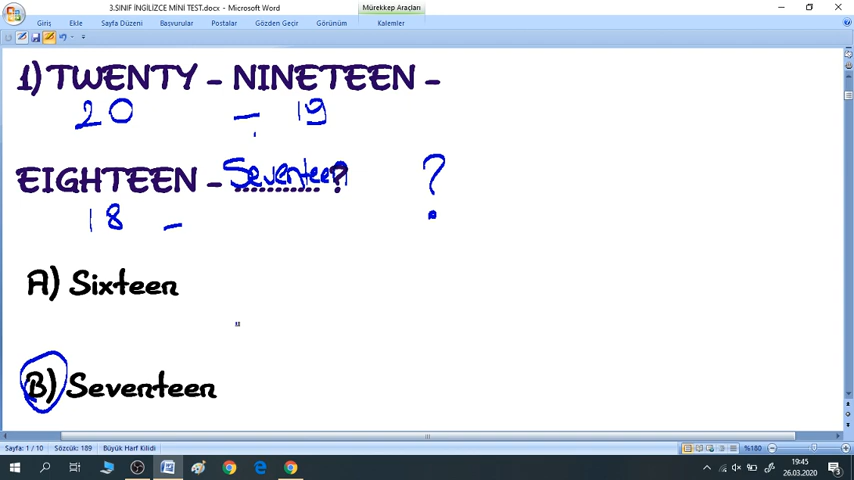 3.SINIF İNGİLİZCE MİNİ TEST.docx - Microsoft Word
Mürekkep Araçları
Giriş Ekle Sayfa Düzeni Başvurular Postalar Gözden Geçir Görünüm Kalemler
1) TWENTY - NINETEEN -
20 - 19
EIGHTEEN - Seventeen ..........? ?
18 -
A) Sixteen
B) Seventeen
Sayfa: 1 / 10 Sözcük: 189 Büyük Harf Kilidi %180
19:45
26.03.2020
3